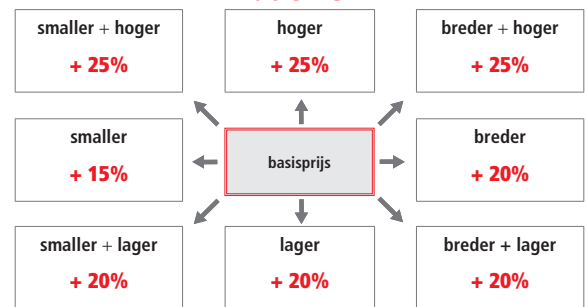 smaller + hoger
+ 25%
hoger
+ 25%
breder + hoger
+ 25%
smaller
+ 15%
basisprijs
breder
+ 20%
smaller + lager
+ 20%
lager
+ 20%
breder + lager
+ 20%